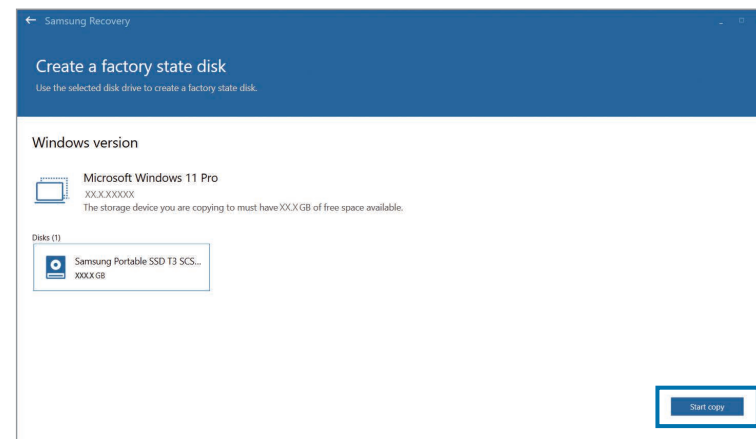 Samsung Recovery
Create a factory state disk
Use the selected disk drive to create a factory state disk.
Windows version
Microsoft Windows 11 Pro
XX.X.XXXXX
The storage device you are copying to must have XX.X GB of free space available.
Disks (1)
Samsung Portable SSD T3 SCS...
XXX.X GB
Start copy